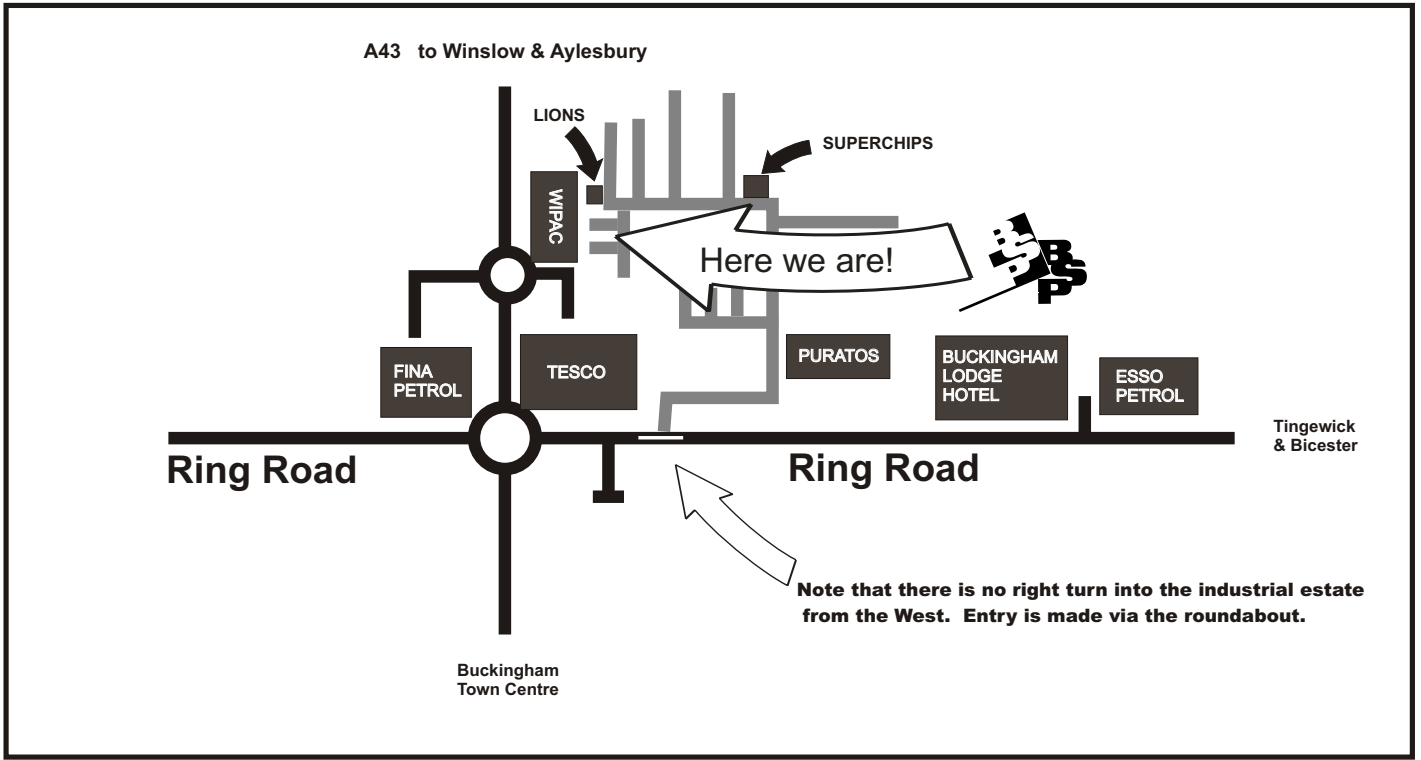 A43 to Winslow & Aylesbury
LIONS
SUPERCHIPS
WIPAC
Here we are!
BSP
BSP
FINA
PETROL
TESCO
PURATOS
BUCKINGHAM
LODGE
HOTEL
ESSO
PETROL
Tingewick
& Bicester
Ring Road
Ring Road
Note that there is no right turn into the industrial estate
from the West. Entry is made via the roundabout.
Buckingham
Town Centre